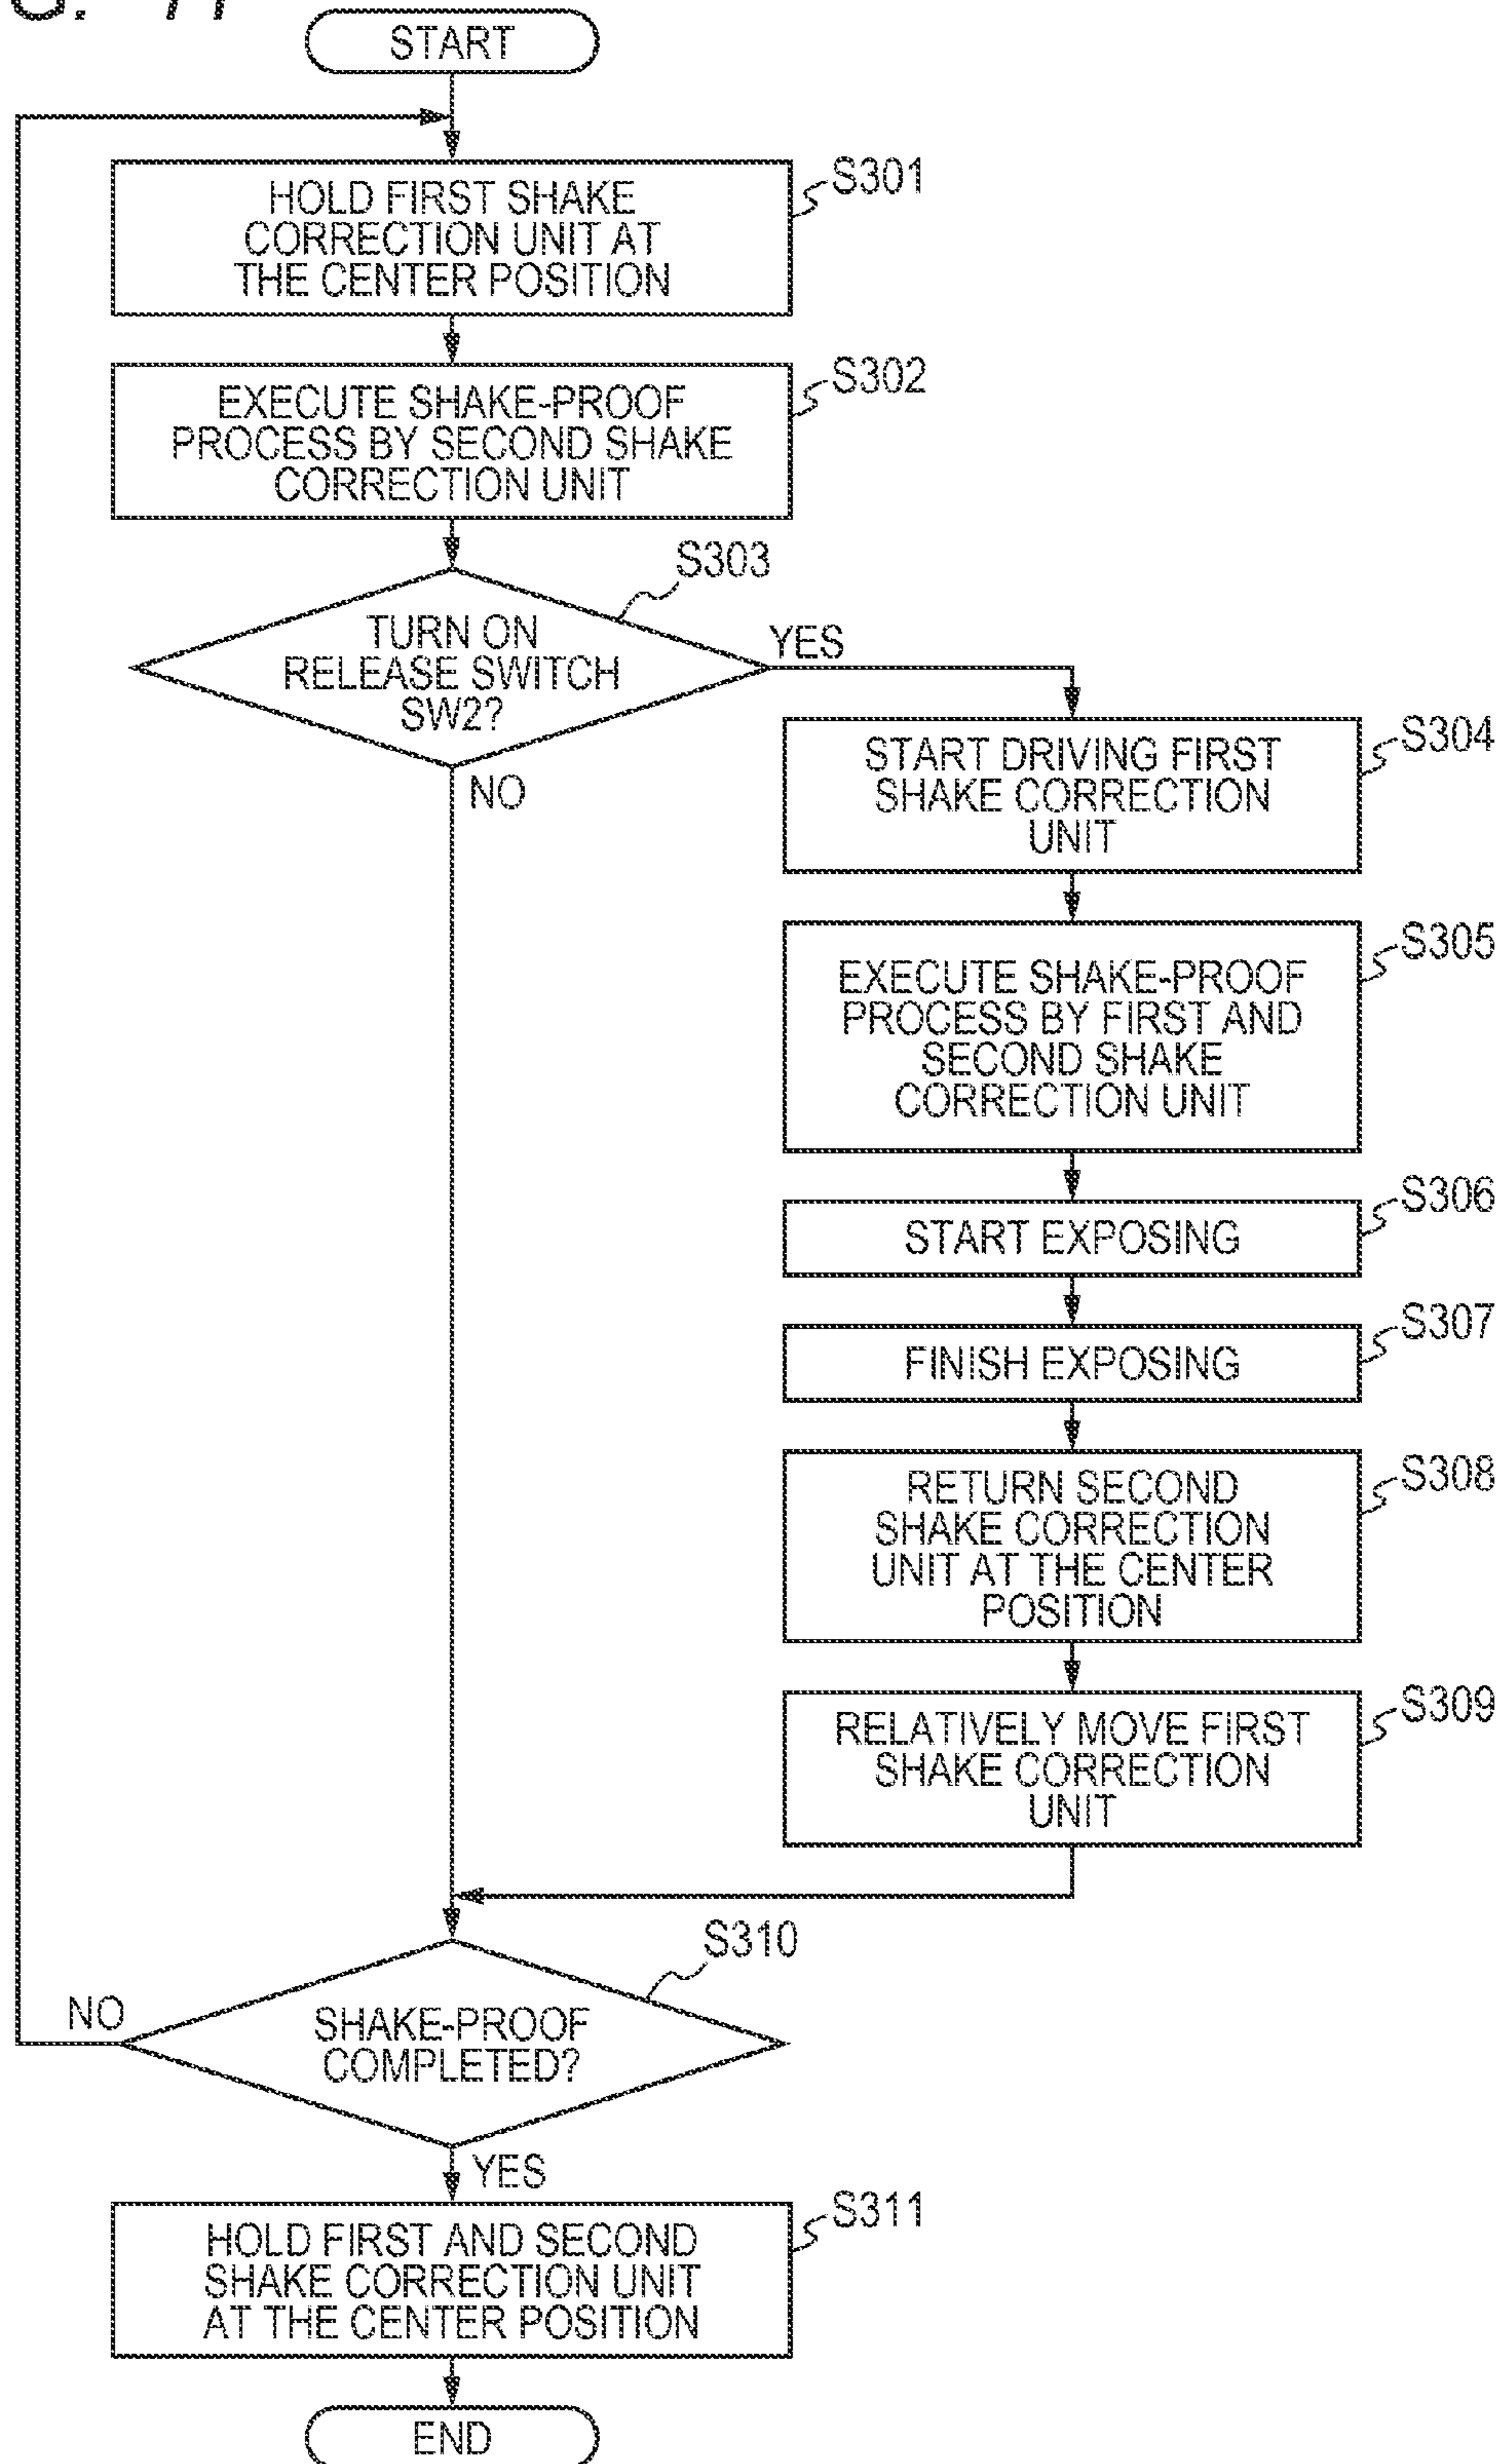 START
HOLD FIRST SHAKE
CORRECTION UNIT AT
THE CENTER POSITION
S301
EXECUTE SHAKE-PROOF
PROCESS BY SECOND SHAKE
CORRECTION UNIT
S302
S303
TURN ON
RELEASE SWITCH
SW2?
YES
NO
START DRIVING FIRST
SHAKE CORRECTION
UNIT
S304
EXECUTE SHAKE-PROOF
PROCESS BY FIRST AND
SECOND SHAKE
CORRECTION UNIT
S305
START EXPOSING
S306
FINISH EXPOSING
S307
RETURN SECOND
SHAKE CORRECTION
UNIT AT THE CENTER
POSITION
S308
RELATIVELY MOVE FIRST
SHAKE CORRECTION
UNIT
S309
S310
SHAKE-PROOF
COMPLETED?
NO
YES
HOLD FIRST AND SECOND
SHAKE CORRECTION UNIT
AT THE CENTER POSITION
S311
END